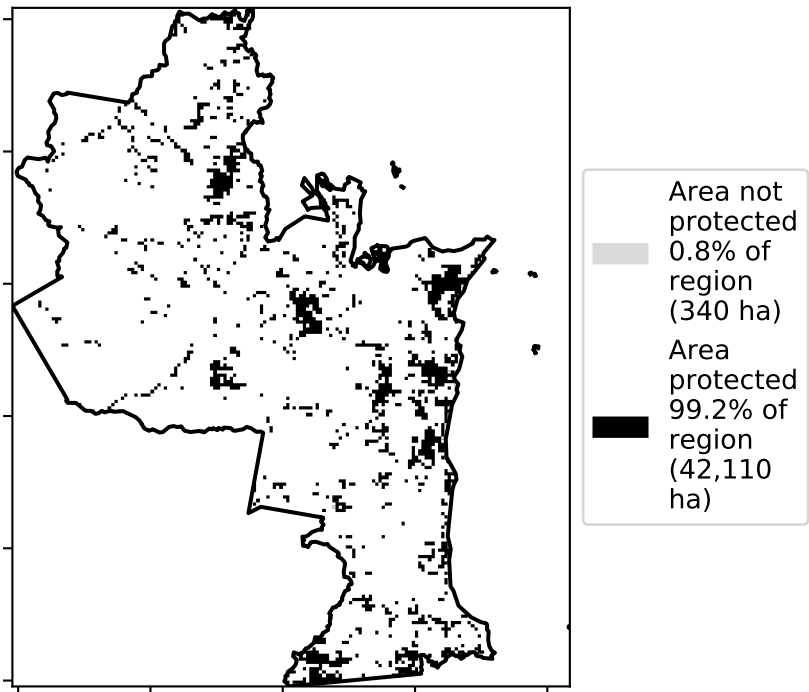 Area not
protected
0.8% of
region
(340 ha)
Area
protected
99.2% of
region
(42,110
ha)